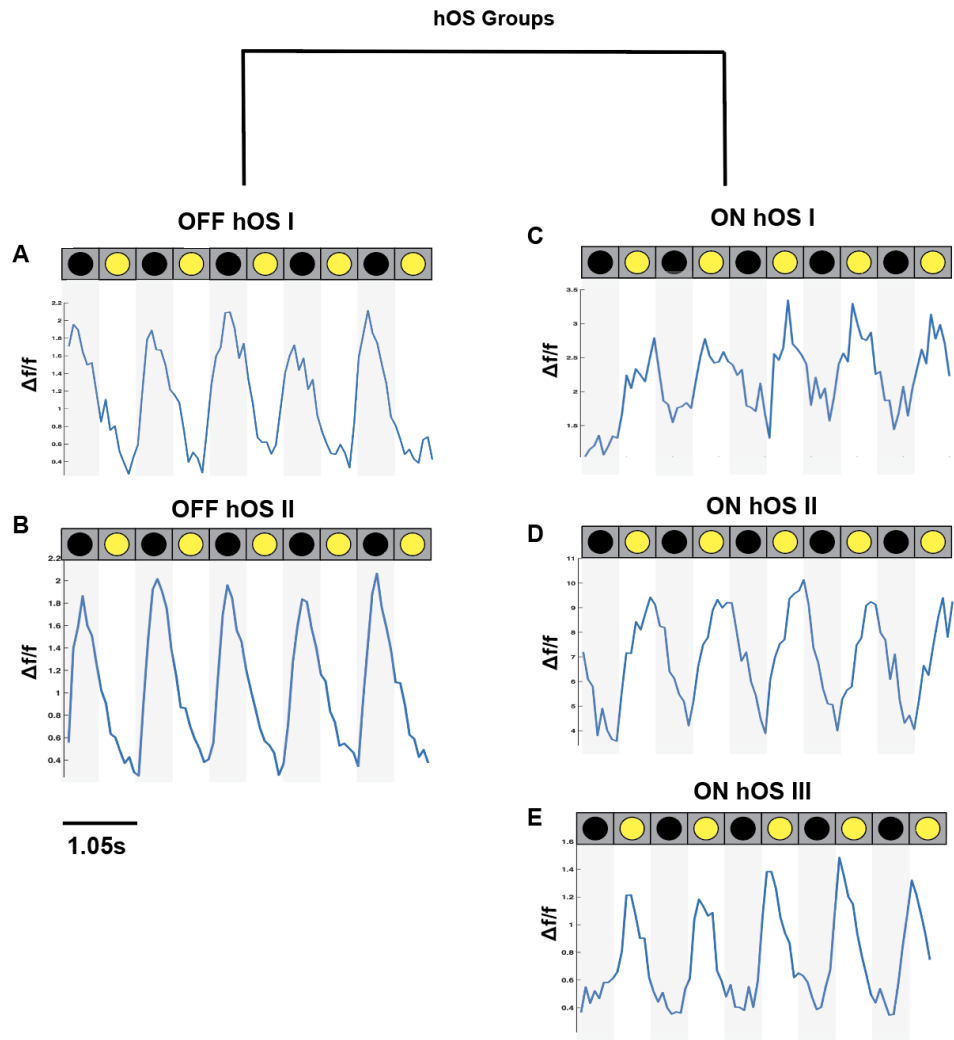 hOS Groups
OFF hOS I
A
2.2
2
1.8
1.6
1.4
1.2
1
0.8
0.6
0.4
Δf/f
OFF hOS II
B
2.2
2
1.8
1.6
1.4
1.2
1
0.8
0.6
0.4
Δf/f
1.05s
ON hOS I
C
3.5
3
2.5
2
1.5
Δf/f
ON hOS II
D
11
10
9
8
7
6
5
4
Δf/f
ON hOS III
E
1.6
1.4
1.2
1
0.8
0.6
0.4
Δf/f